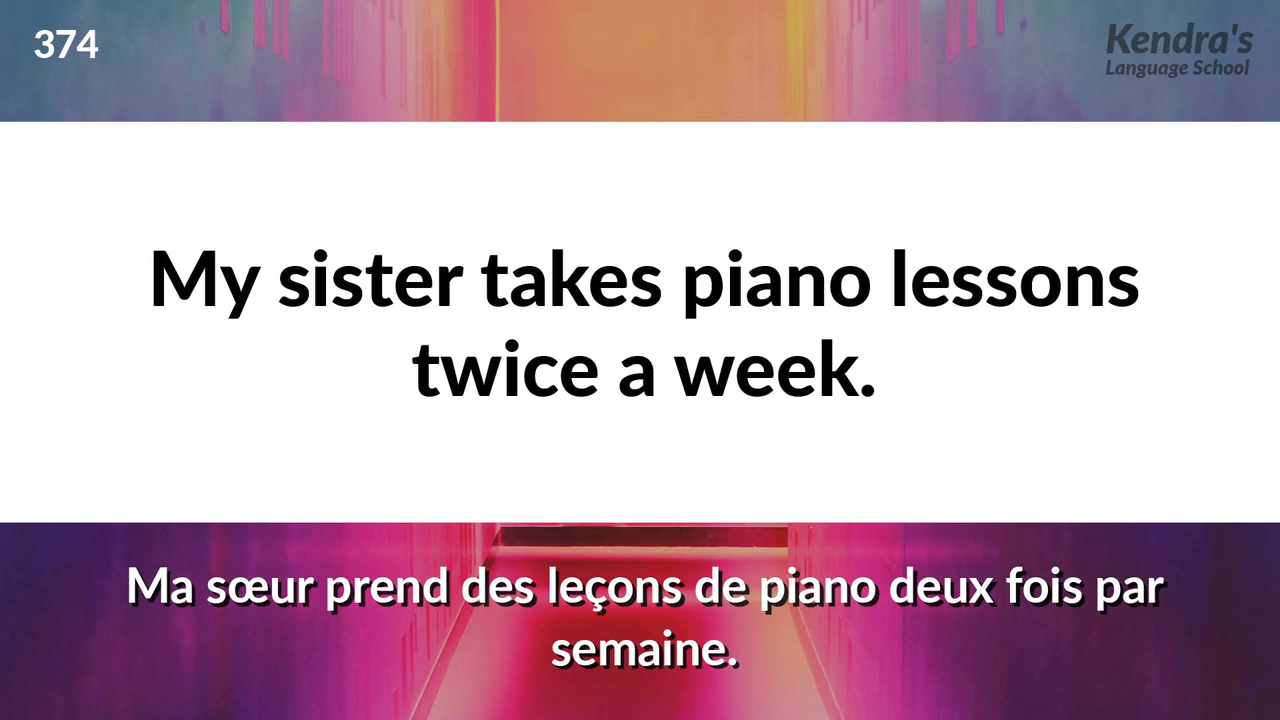 374
Kendra's
Language School
My sister takes piano lessons
twice a week.
Ma sœur prend des leçons de piano deux fois par
semaine.